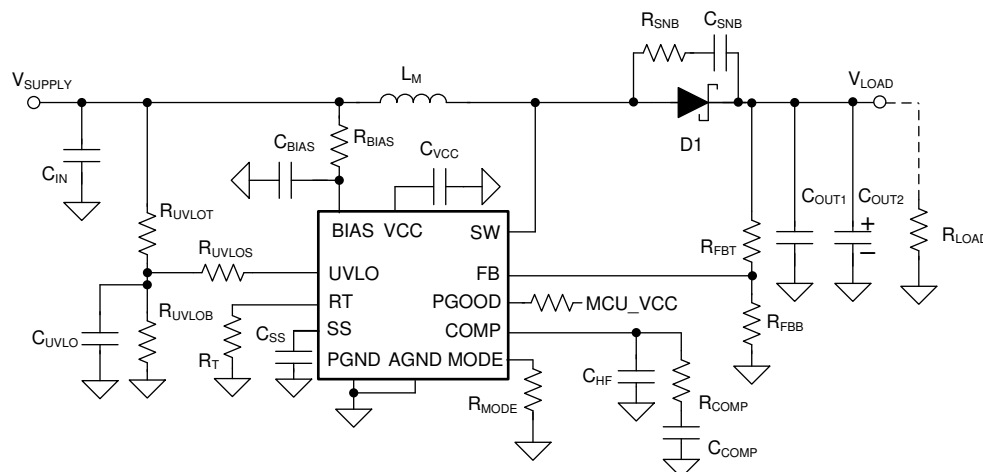 RSNB
CSNB
VSUPPLY
LM
VLOAD
CBIAS
RBIAS
CVCC
D1
CIN
RUVLOT
BIAS
VCC
SW
COUT1
COUT2
+
−
RLOAD
RUVLOS
UVLO
FB
RFBT
RT
PGOOD
MCU_VCC
CUVLO
RUVLOB
RT
CSS
SS
COMP
RFBB
PGND
AGND
MODE
RMODE
CHF
RCOMP
CCOMP